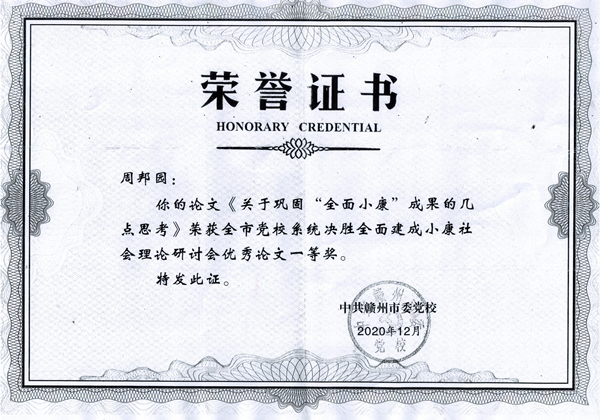 荣誉证书
HONORARY CREDENTIAL
周邦园：
你的论文《关于巩固“全面小康”成果的几
点思考》荣获全市党校系统决胜全面建成小康社
会理论研讨会优秀论文一等奖。
特发此证。
中共赣州市委党校
2020年12月